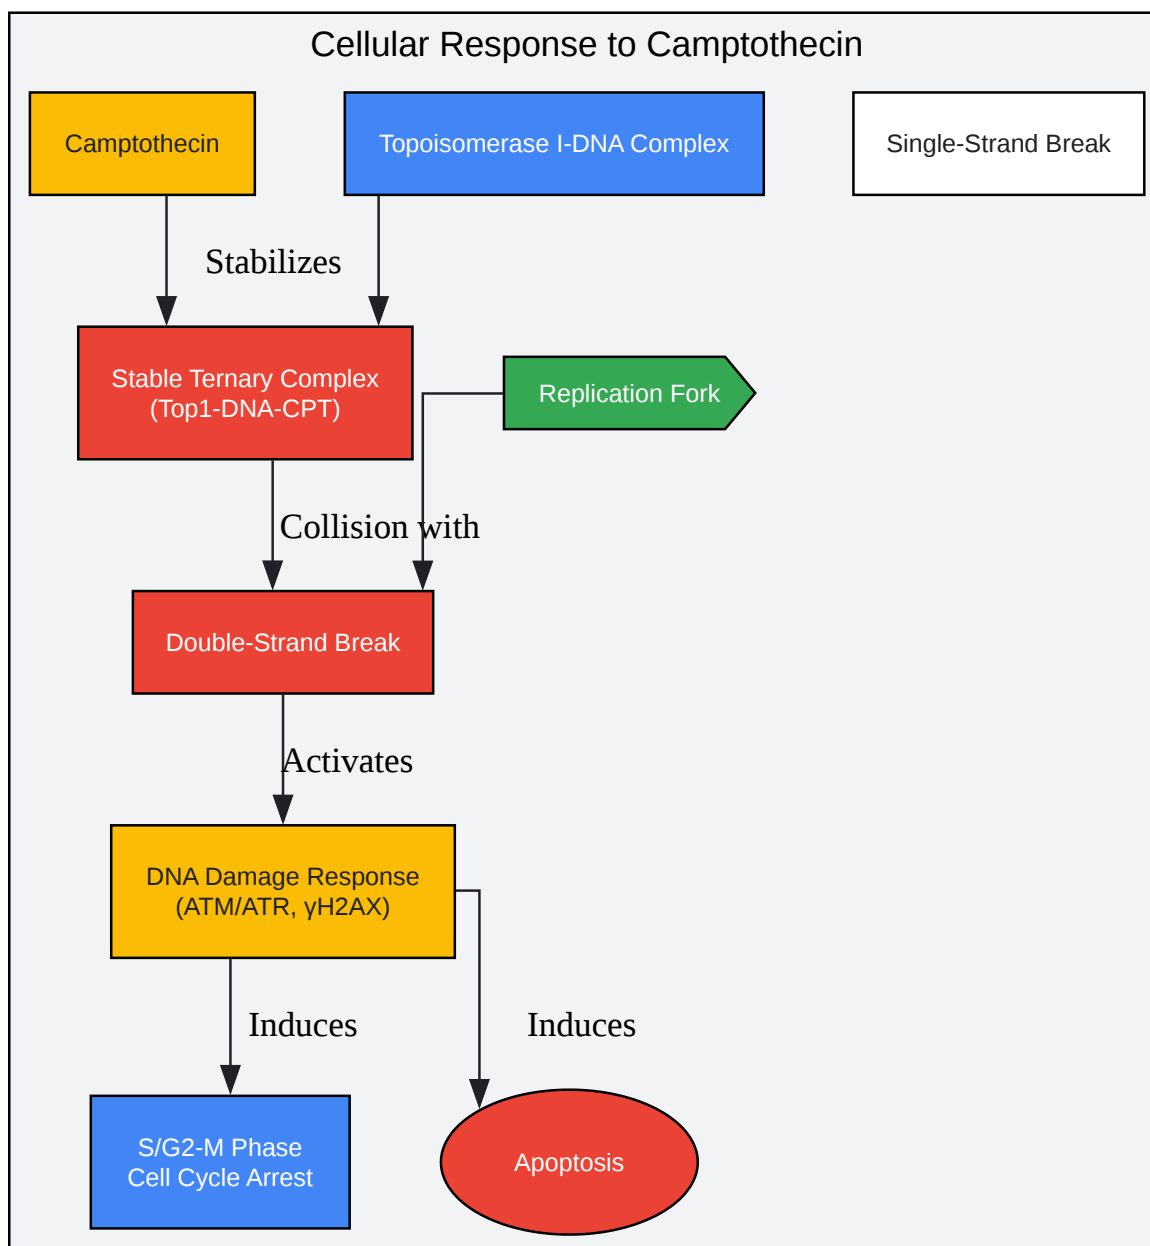 Cellular Response to Camptothecin
Camptothecin
Topoisomerase I-DNA Complex
Single-Strand Break
Stabilizes
Stable Ternary Complex
(Top1-DNA-CPT)
Replication Fork
Collision with
Double-Strand Break
Activates
DNA Damage Response
(ATM/ATR, γH2AX)
Induces
Induces
S/G2-M Phase
Cell Cycle Arrest
Apoptosis